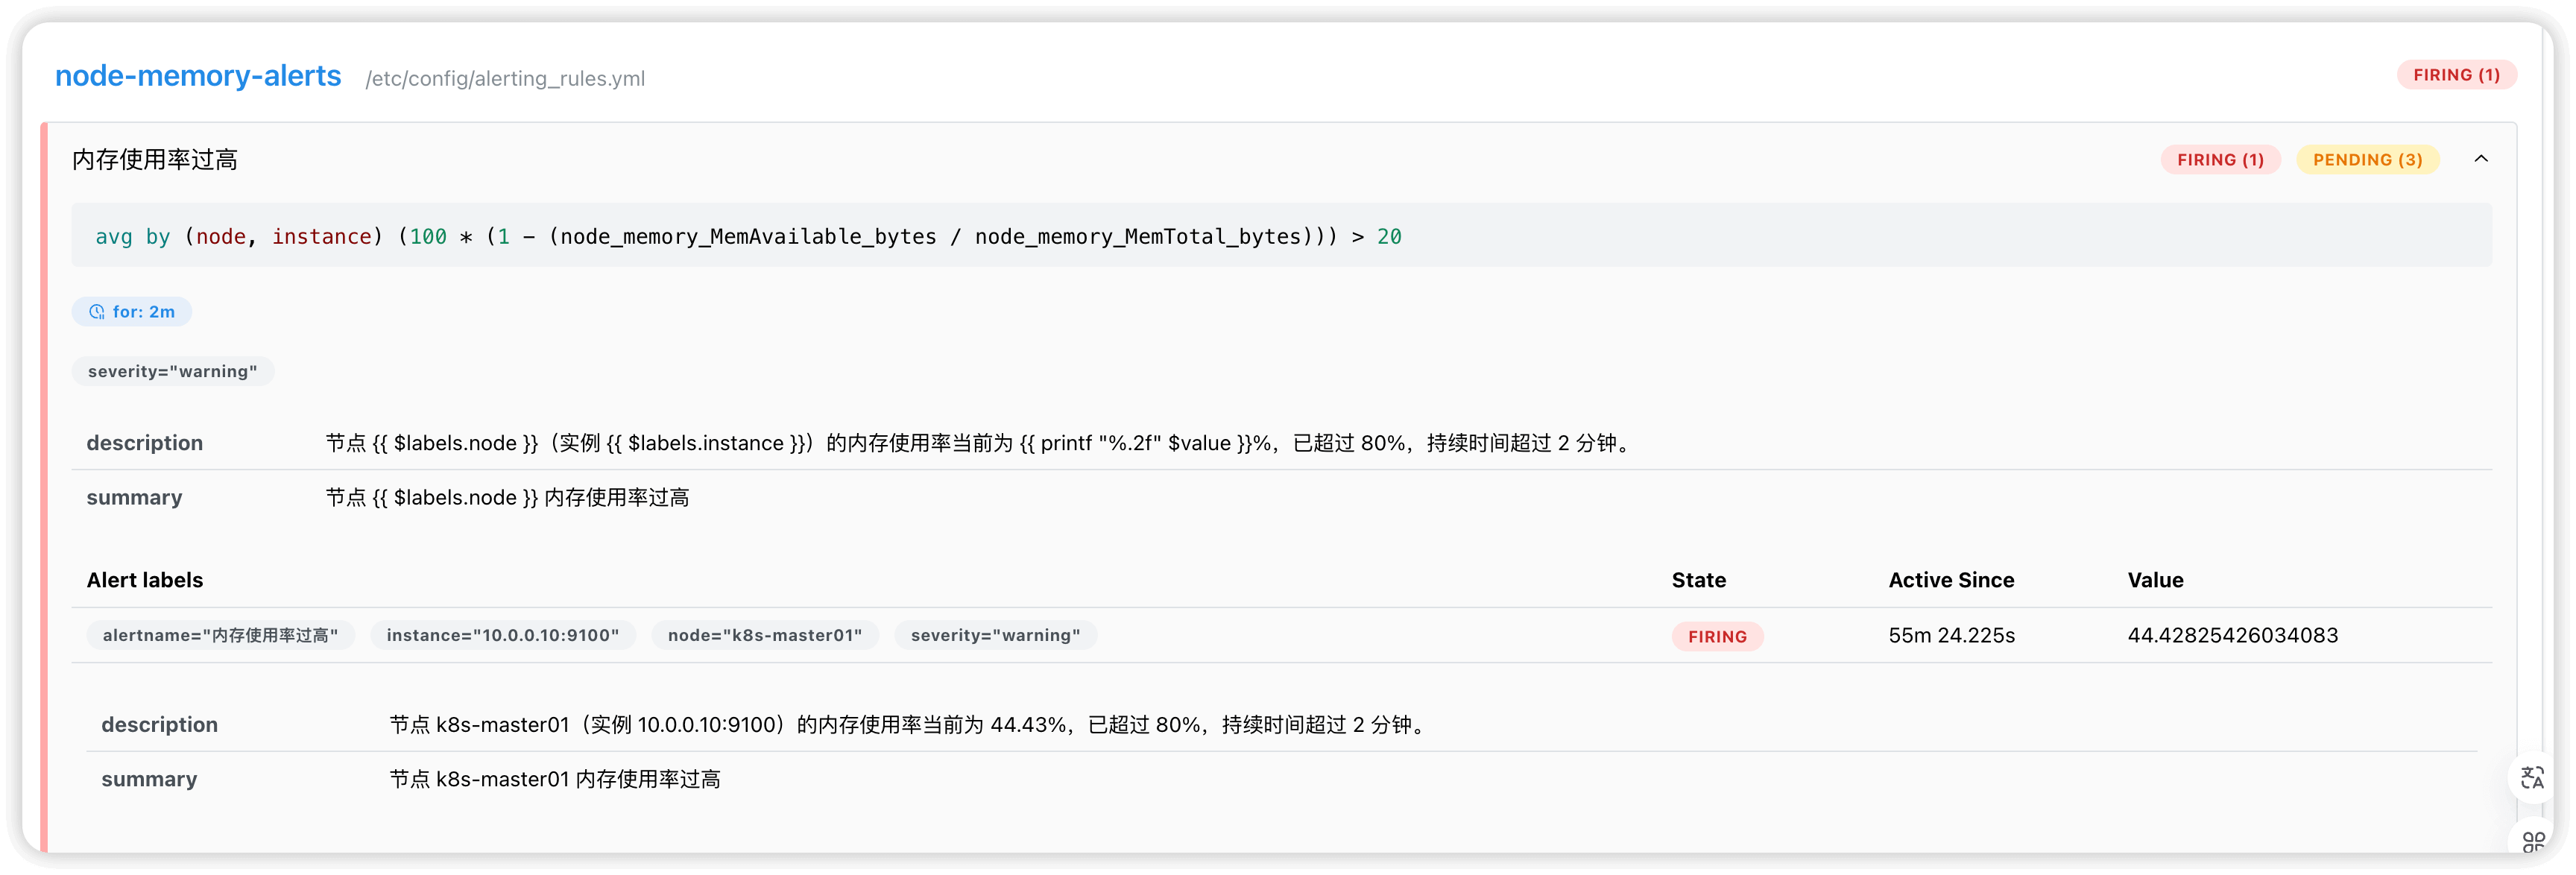 node-memory-alerts /etc/config/alerting_rules.yml FIRING (1)
内存使用率过高 FIRING (1) PENDING (3)
avg by (node, instance) (100 * (1 - (node_memory_MemAvailable_bytes / node_memory_MemTotal_bytes))) > 20
for: 2m
severity="warning"
description 节点 {{ $labels.node }}（实例 {{ $labels.instance }}）的内存使用率当前为 {{ printf "%.2f" $value }}%，已超过 80%，持续时间超过 2 分钟。
summary 节点 {{ $labels.node }} 内存使用率过高
Alert labels State Active Since Value
alertname="内存使用率过高" instance="10.0.0.10:9100" node="k8s-master01" severity="warning" FIRING 55m 24.225s 44.42825426034083
description 节点 k8s-master01（实例 10.0.0.10:9100）的内存使用率当前为 44.43%，已超过 80%，持续时间超过 2 分钟。
summary 节点 k8s-master01 内存使用率过高